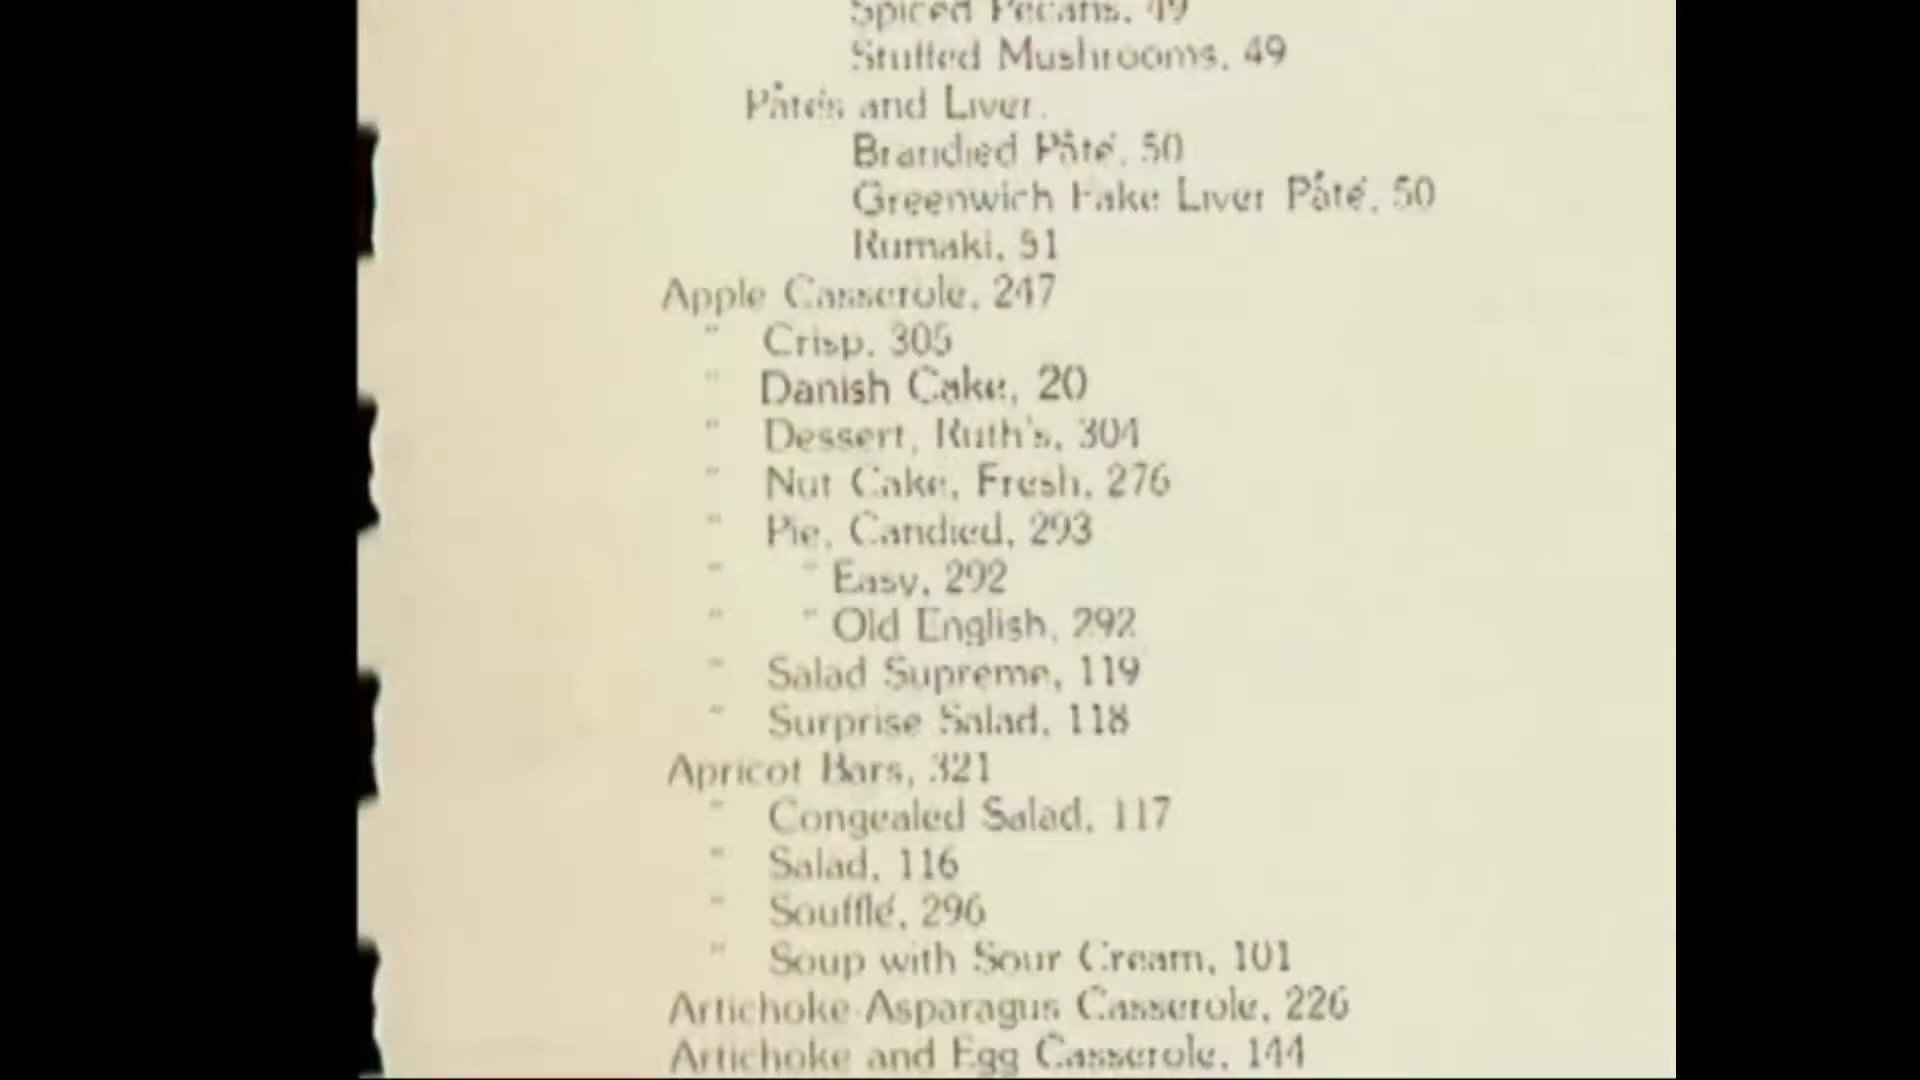 Spiced Pecans, 49
Stuffed Mushrooms, 49
Pâtés and Liver.
Brandied Pâté, 50
Greenwich Fake Liver Pâté, 50
Rumaki, 51
Apple Casserole, 247
" Crisp, 305
" Danish Cake, 20
" Dessert, Ruth's, 304
" Nut Cake, Fresh, 276
" Pie, Candied, 293
" " Easy, 292
" " Old English, 292
" Salad Supreme, 119
" Surprise Salad, 118
Apricot Bars, 321
" Congealed Salad, 117
" Salad, 116
" Soufflé, 296
" Soup with Sour Cream, 101
Artichoke-Asparagus Casserole, 226
Artichoke and Egg Casserole, 144